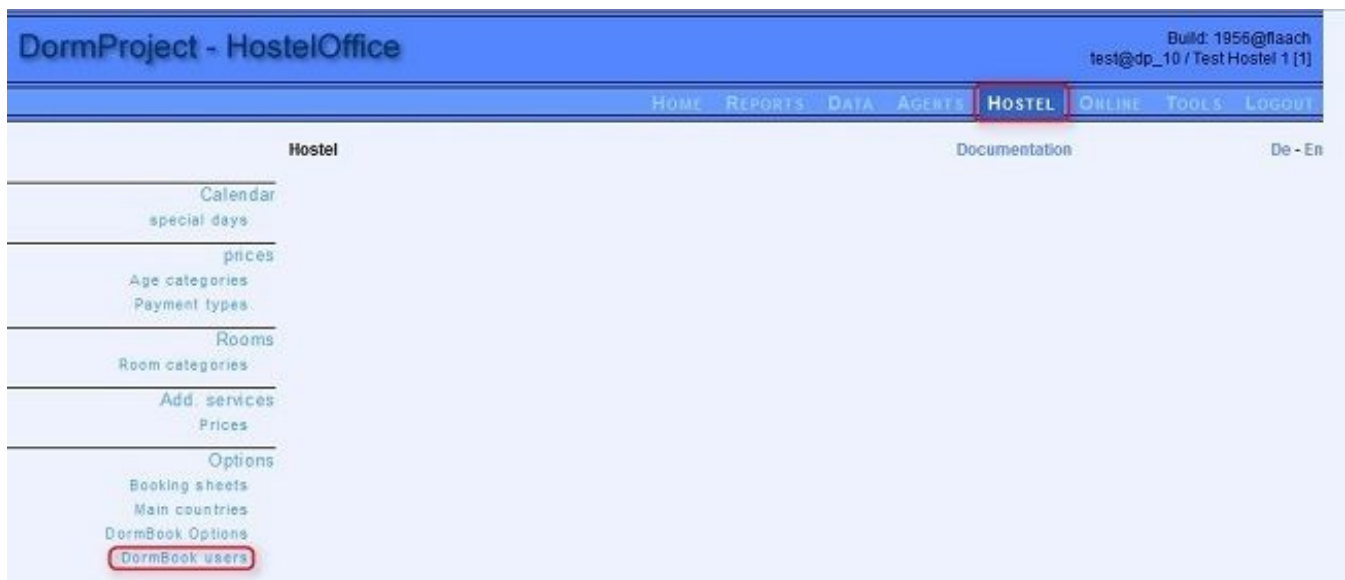 DormProject - HostelOffice
Build: 1956@flaach
test@dp_10 / Test Hostel 1 [1]
HOME REPORTS DATA AGENTS HOSTEL ONLINE TOOLS LOGOUT
Hostel Documentation De - En
Calendar
special days
prices
Age categories
Payment types
Rooms
Room categories
Add. services
Prices
Options
Booking sheets
Main countries
DormBook Options
DormBook users